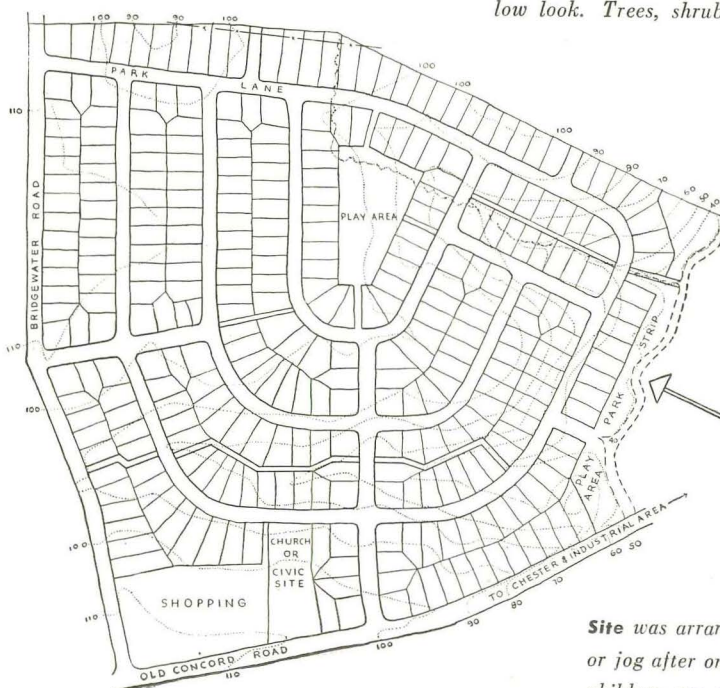 low look. Trees, shrub
100 90 90 100
PARK LANE
100
100
100
90
90
70
60
50
40
110
BRIDGEWATER ROAD
PLAY AREA
110
100
PARK STRIP
PLAY AREA
100
CHURCH
OR
CIVIC
SITE
SHOPPING
TO CHESTER & INDUSTRIAL AREA
60 50
70
80
90
100
110
110
OLD CONCORD ROAD
Site was arran
or jog after or